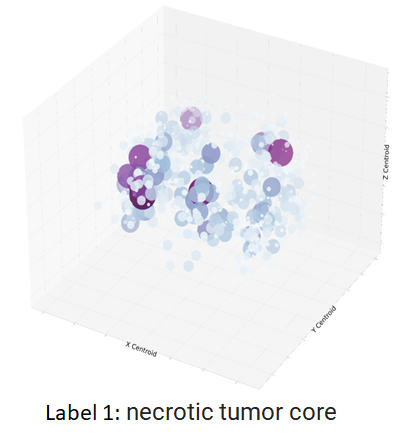 Z Centroid
Y Centroid
X Centroid
Label 1: necrotic tumor core